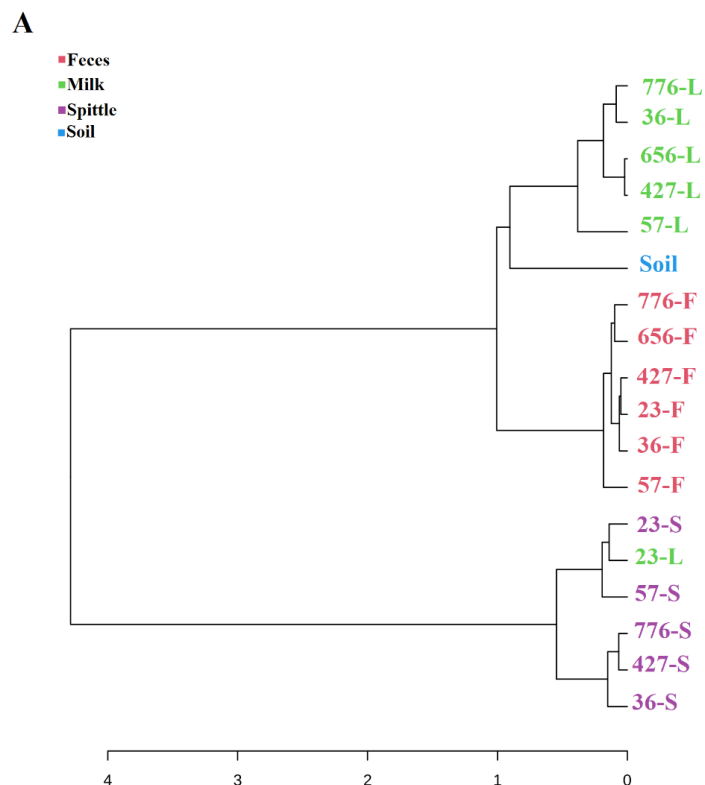 A
Feces
Milk
Spittle
Soil
776-L
36-L
656-L
427-L
57-L
Soil
776-F
656-F
427-F
23-F
36-F
57-F
23-S
23-L
57-S
776-S
427-S
36-S
4 3 2 1 0